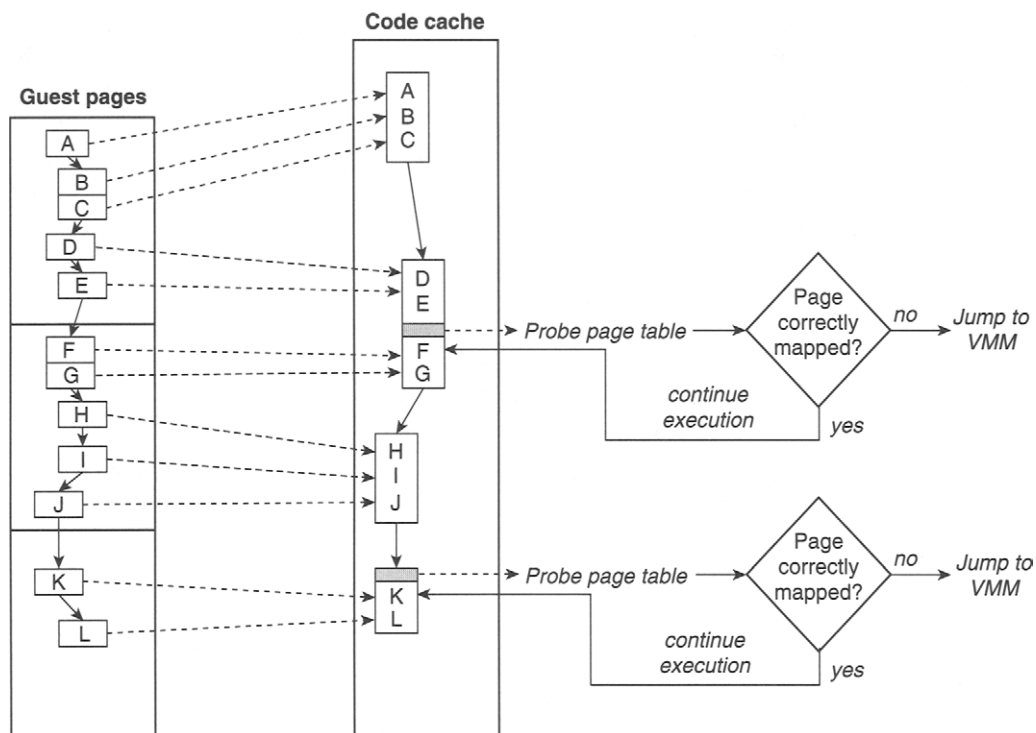 Code cache
Guest pages
A
B
C
D
E
F
G
H
I
J
K
L
A
B
C
D
E
F
G
H
I
J
K
L
Probe page table
Page
correctly
mapped?
no
Jump to
VMM
continue
execution
yes
Probe page table
Page
correctly
mapped?
no
Jump to
VMM
continue
execution
yes